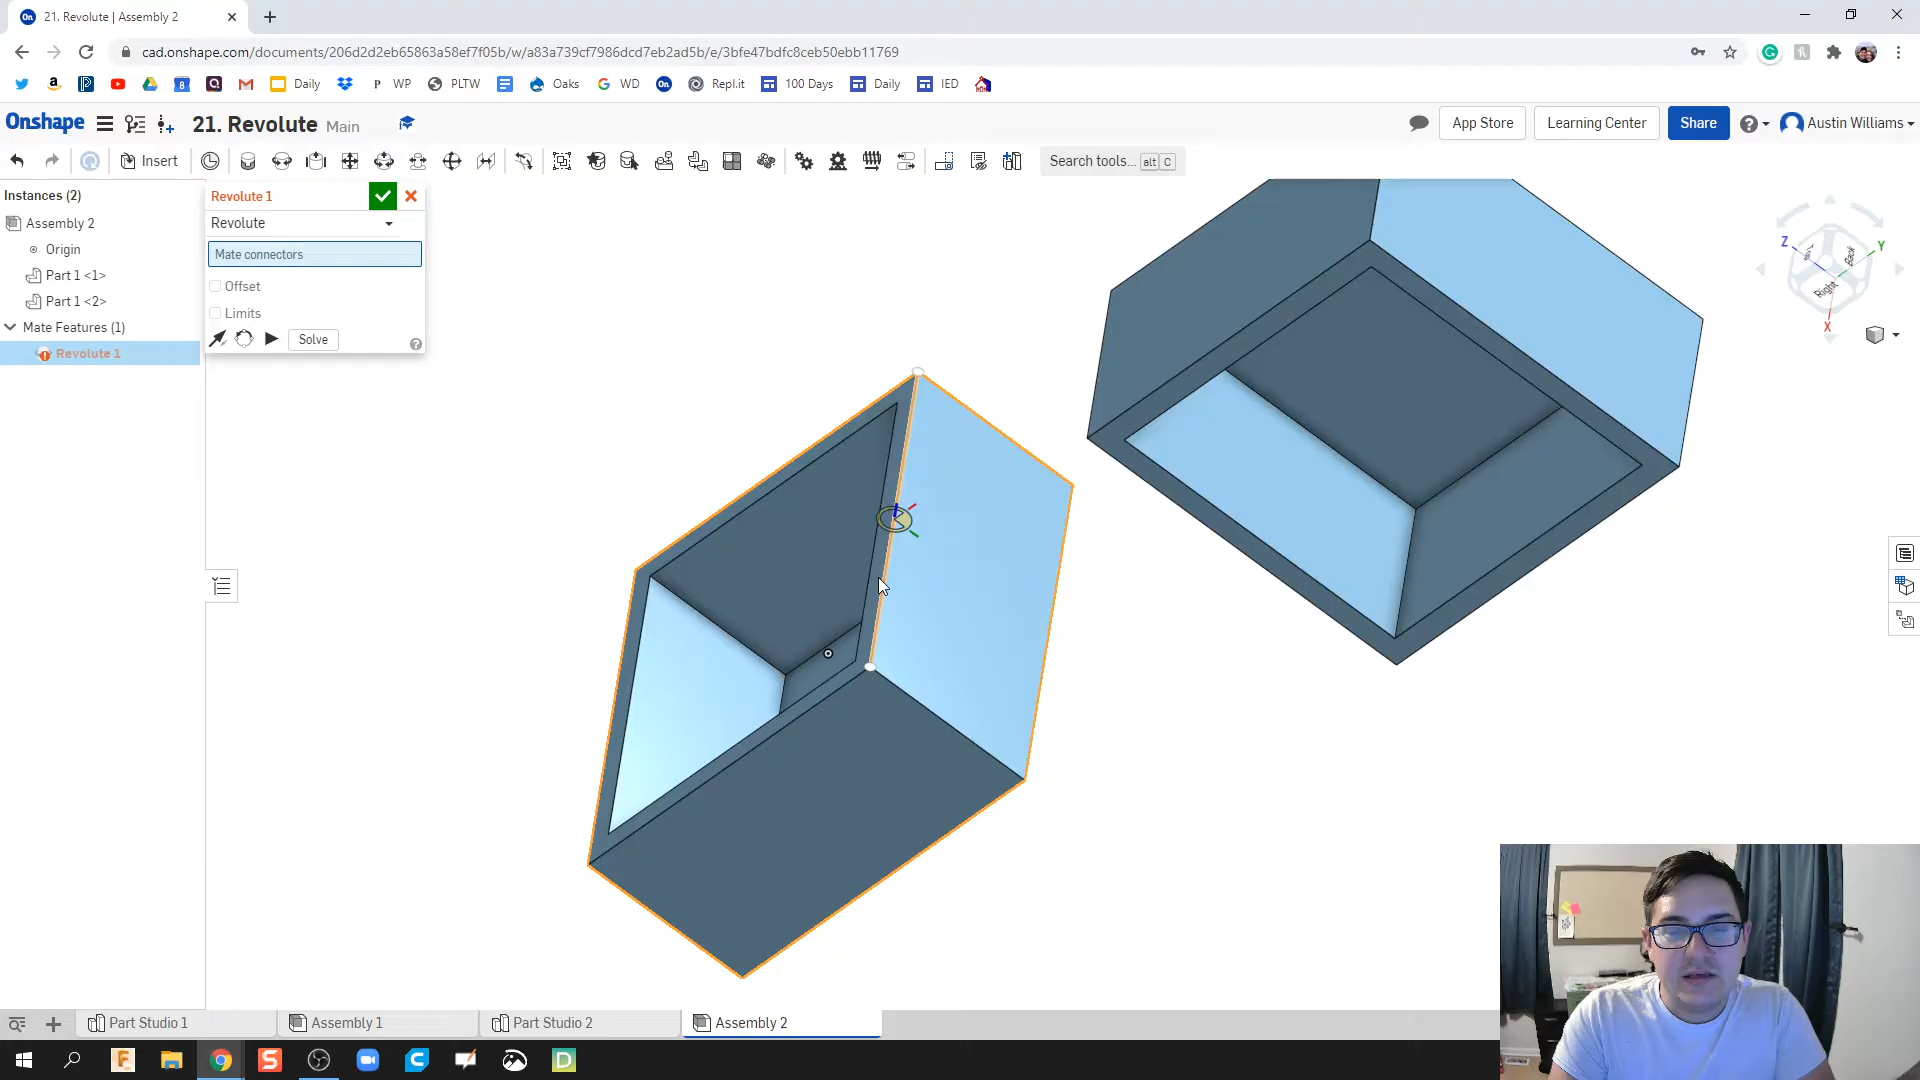 21. Revolute | Assembly 2
cad.onshape.com/documents/206d2d2eb65863a58ef7f05b/w/a83a739cf7986dcd7eb2ad5b/e/3bfe47bdfc8ceb50ebb11769
Daily
P WP
PLTW
Oaks
G WD
On
Repl.it
100 Days
Daily
IED
Onshape
21. Revolute Main
App Store
Learning Center
Share
Austin Williams
Insert
Search tools... alt C
Instances (2)
Assembly 2
Origin
Part 1 <1>
Part 1 <2>
Mate Features (1)
Revolute 1
Revolute 1
Revolute
Mate connectors
Offset
Limits
Solve
Z
Y
X
Back
Right
Part Studio 1
Assembly 1
Part Studio 2
Assembly 2